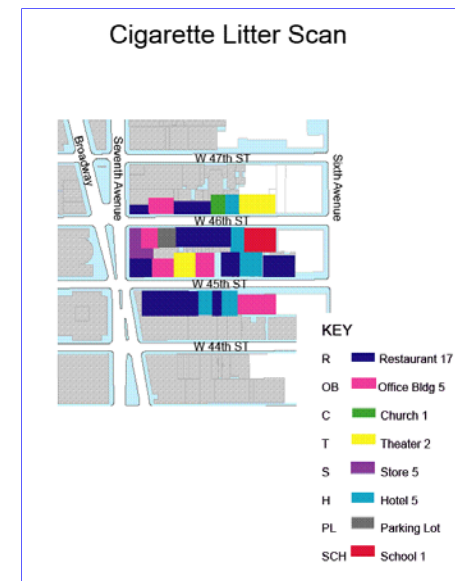 Cigarette Litter Scan
Broadway
Seventh Avenue
Sixth Avenue
W 47th ST
W 46th ST
W 45th ST
W 44th ST
KEY
R Restaurant 17
OB Office Bldg 5
C Church 1
T Theater 2
S Store 5
H Hotel 5
PL Parking Lot
SCH School 1